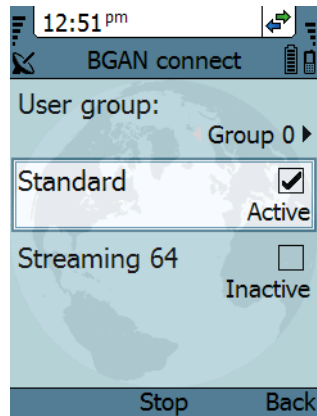 12:51 pm
BGAN connect
User group:
Group 0
Standard
Active
Streaming 64
Inactive
Stop Back